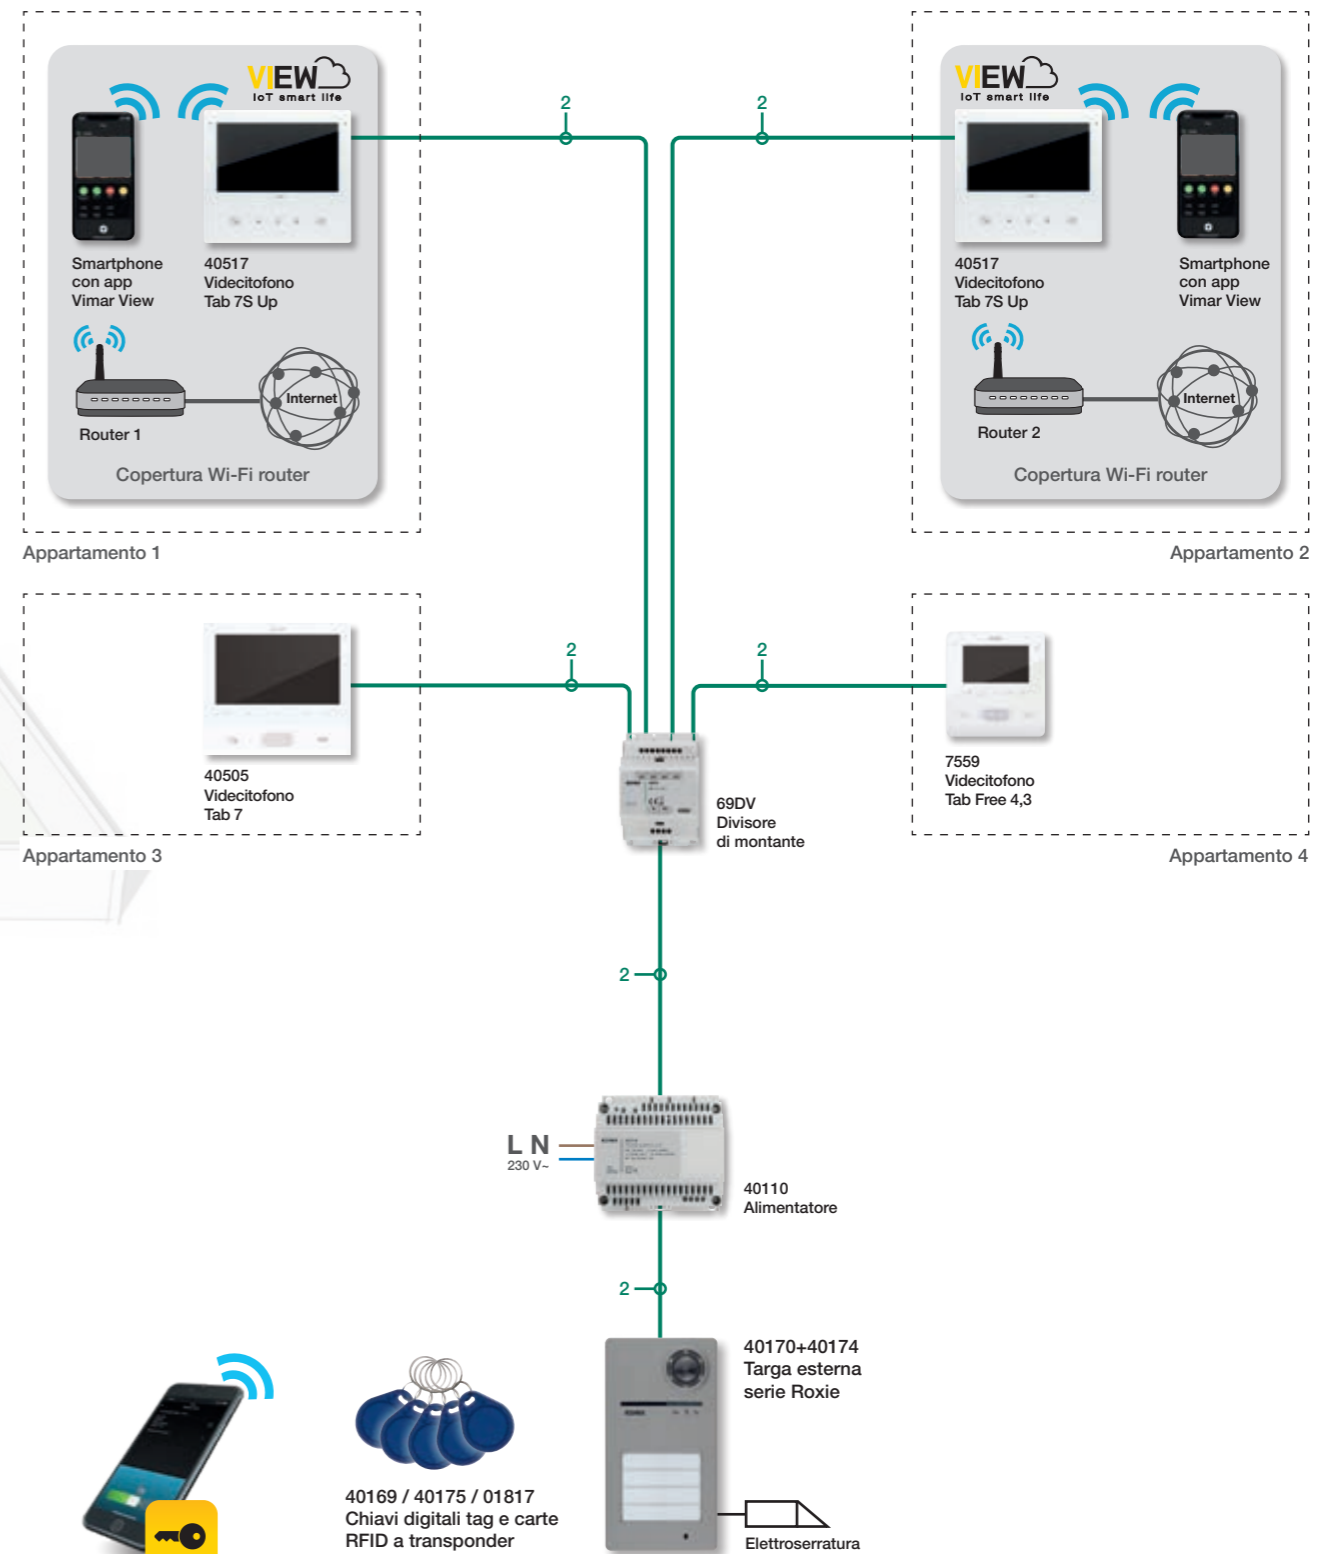 VIEW
IoT smart life
Smartphone
con app
Vimar View
40517
Videcitofono
Tab 7S Up
Router 1
Internet
Copertura Wi-Fi router
Appartamento 1
2
2
VIEW
IoT smart life
40517
Videcitofono
Tab 7S Up
Smartphone
con app
Vimar View
Router 2
Internet
Copertura Wi-Fi router
Appartamento 2
40505
Videcitofono
Tab 7
Appartamento 3
2
2
7559
Videcitofono
Tab Free 4,3
Appartamento 4
69DV
Divisore
di montante
2
L N
230 V~
40110
Alimentatore
2
40170+40174
Targa esterna
serie Roxie
40169 / 40175 / 01817
Chiavi digitali tag e carte
RFID a transponder
Elettroserratura